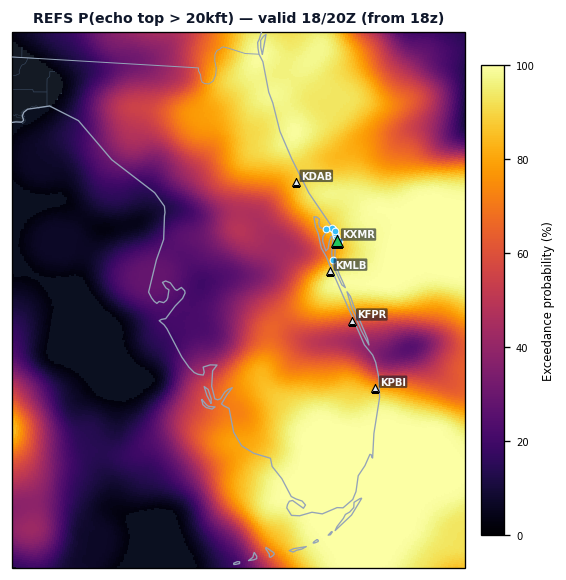 REFS P(echo top > 20kft) — valid 18/20Z (from 18z)
KDAB
KXMR
KMLB
KFPR
KPBI
100
80
60
40
20
0
Exceedance probability (%)